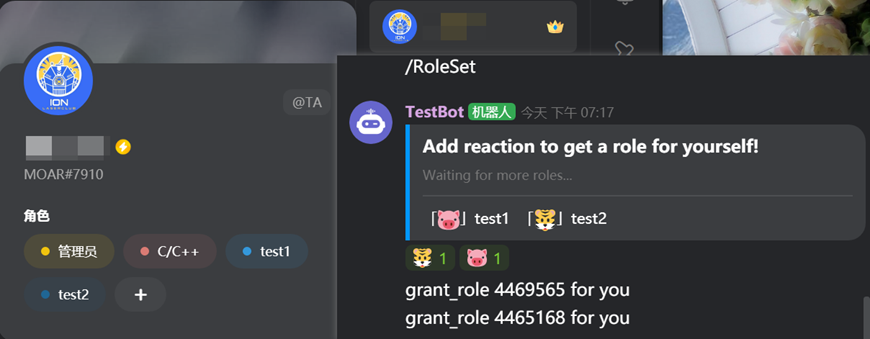 ION
@TA
MOAR#7910
角色
管理员
C/C++
test1
test2
+
ION
/RoleSet
TestBot 机器人 今天 下午 07:17
Add reaction to get a role for yourself!
Waiting for more roles...
「🐷」test1 「🐯」test2
🐯 1 🐷 1
grant_role 4469565 for you
grant_role 4465168 for you